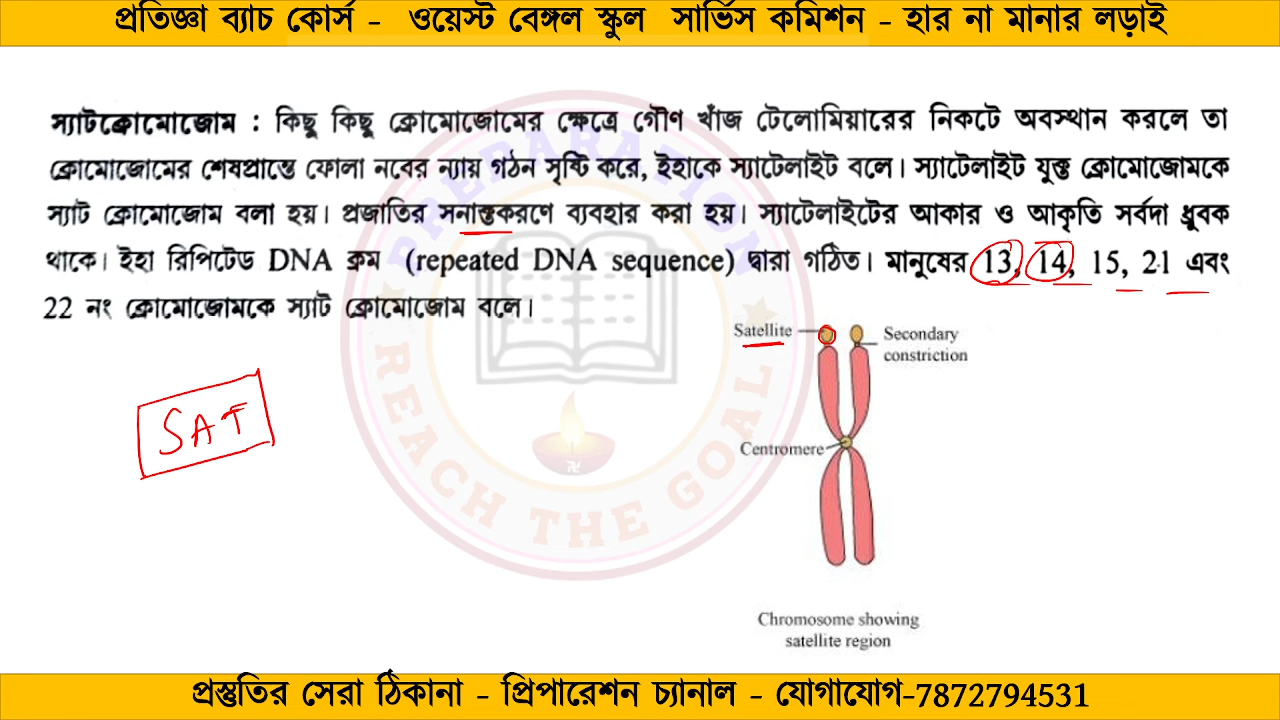 প্রতিজ্ঞা ব্যাচ কোর্স - ওয়েস্ট বেঙ্গল স্কুল সার্ভিস কমিশন - হার না মানার লড়াই
স্যাটক্রোমোজোম : কিছু কিছু ক্রোমোজোমের ক্ষেত্রে গৌণ খাঁজ টেলোমিয়ারের নিকটে অবস্থান করলে তা
ক্রোমোজোমের শেষপ্রান্তে ফোলা নবের ন্যায় গঠন সৃষ্টি করে, ইহাকে স্যাটেলাইট বলে। স্যাটেলাইট যুক্ত ক্রোমোজোমকে
স্যাট ক্রোমোজোম বলা হয়। প্রজাতির সনাক্তকরণে ব্যবহার করা হয়। স্যাটেলাইটের আকার ও আকৃতি সর্বদা ধ্রুবক
থাকে। ইহা রিপিটেড DNA ক্রম (repeated DNA sequence) দ্বারা গঠিত। মানুষের 13, 14, 15, 21 এবং
22 নং ক্রোমোজোমকে স্যাট ক্রোমোজোম বলে।
Satellite
Secondary
constriction
SAT
Centromere
PREPARATION
REACH THE GOAL
Chromosome showing
satellite region
প্রস্তুতির সেরা ঠিকানা - প্রিপারেশন চ্যানাল - যোগাযোগ-7872794531